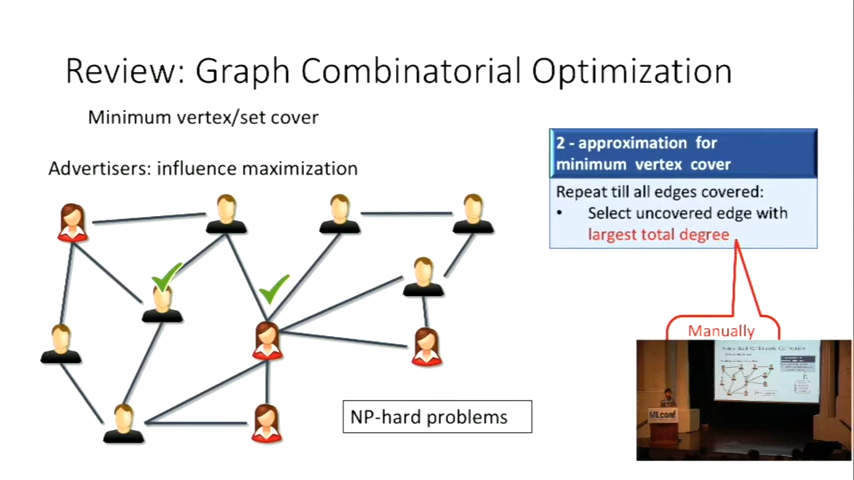 Review: Graph Combinatorial Optimization
Minimum vertex/set cover
Advertisers: influence maximization
2 - approximation for
minimum vertex cover
Repeat till all edges covered:
• Select uncovered edge with
largest total degree
Manually
NP-hard problems
MLconf